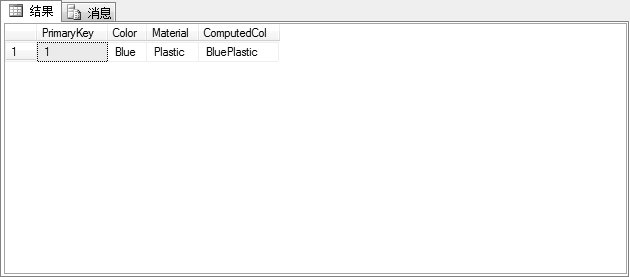 结果 消息
PrimaryKey Color Material ComputedCol
1 1 Blue Plastic BluePlastic